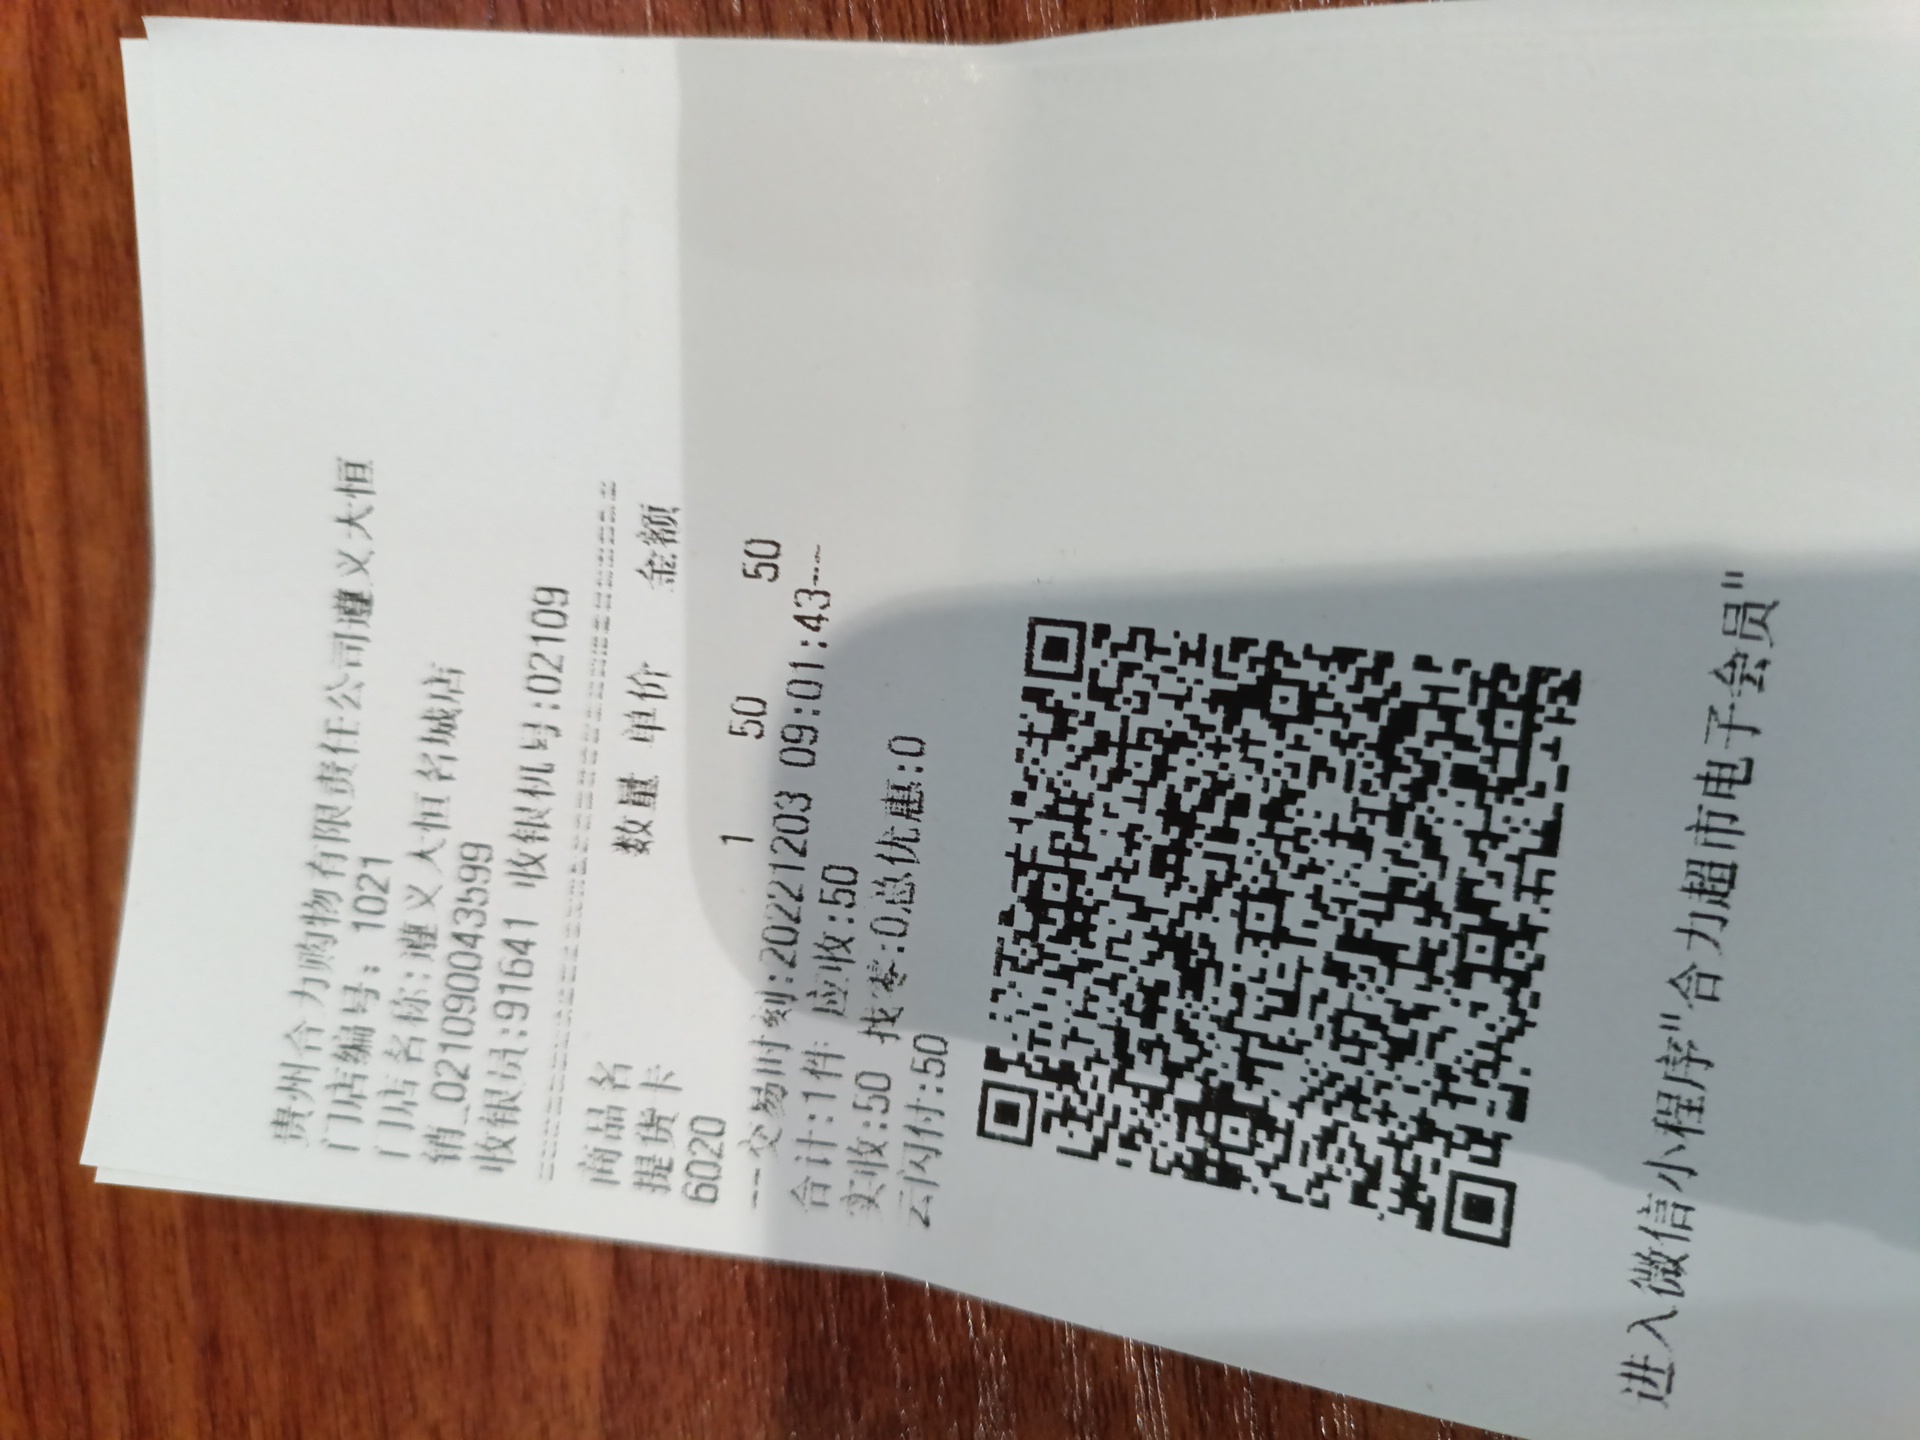 贵州合力购物有限责任公司遵义大恒
门店编号: 1021
门店名称:遵义大恒名城店
销_021090043599
收银员:91641 收银机号:02109
商品名 数量 单价 金额
提货卡
6020 1 50 50
--交易时刻:20221203 09:01:43---
合计:1件 应收:50
实收:50 找零:0总优惠:0
云闪付:50
进入微信小程序"合力超市电子会员"